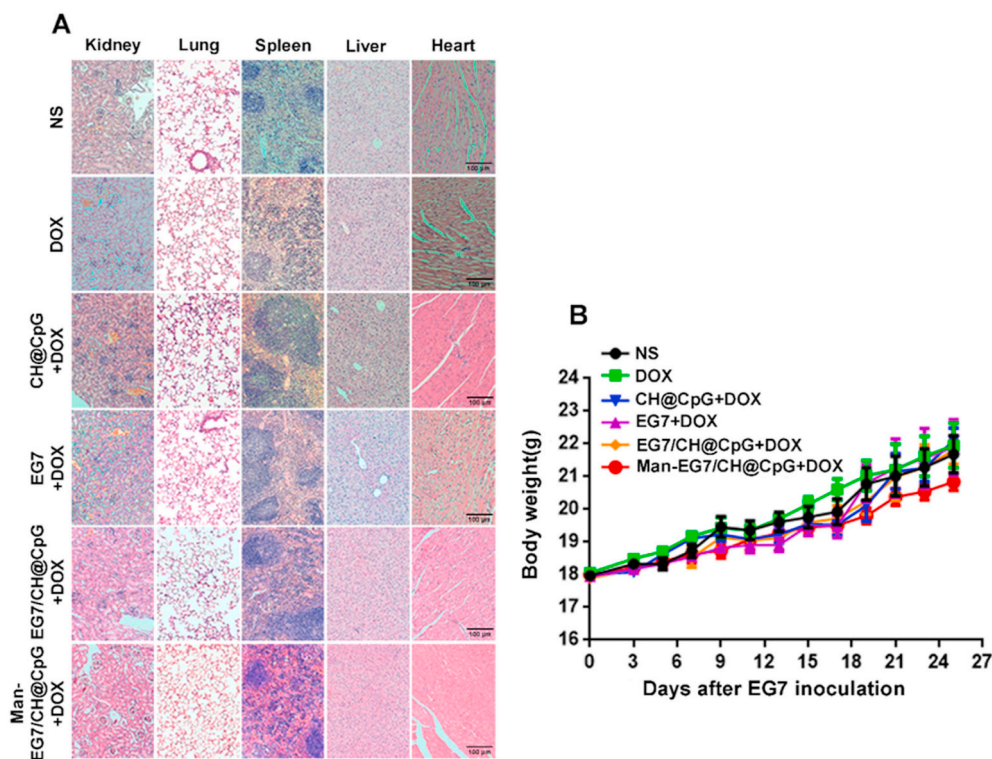 A
Kidney Lung Spleen Liver Heart
NS
100 μm
DOX
100 μm
CH@CpG
+DOX
100 μm
EG7
+DOX
100 μm
EG7/CH@CpG
+DOX
100 μm
Man-
EG7/CH@CpG
+DOX
100 μm
B
NS
DOX
CH@CpG+DOX
EG7+DOX
EG7/CH@CpG+DOX
Man-EG7/CH@CpG+DOX
Body weight(g)
24
23
22
21
20
19
18
17
16
0 3 6 9 12 15 18 21 24 27
Days after EG7 inoculation